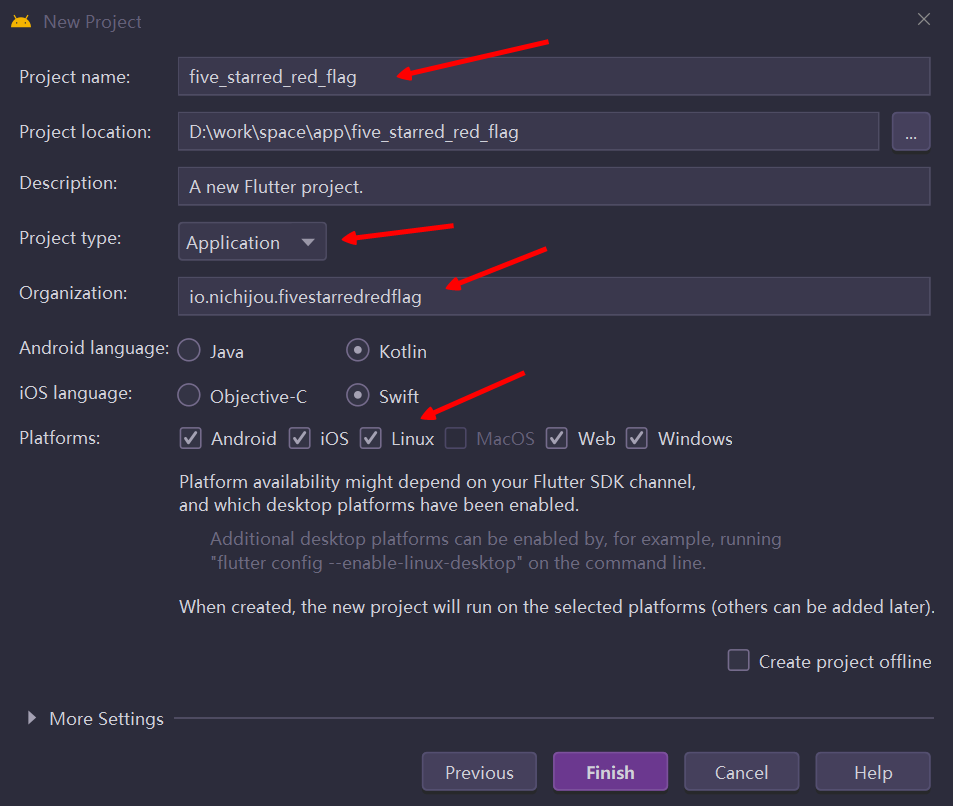 New Project
Project name: five_starred_red_flag
Project location: D:\work\space\app\five_starred_red_flag ...
Description: A new Flutter project.
Project type: Application
Organization: io.nichijou.fivestarredredflag
Android language: Java Kotlin
iOS language: Objective-C Swift
Platforms: Android iOS Linux MacOS Web Windows
Platform availability might depend on your Flutter SDK channel,
and which desktop platforms have been enabled.
Additional desktop platforms can be enabled by, for example, running
"flutter config --enable-linux-desktop" on the command line.
When created, the new project will run on the selected platforms (others can be added later).
Create project offline
More Settings
Previous Finish Cancel Help